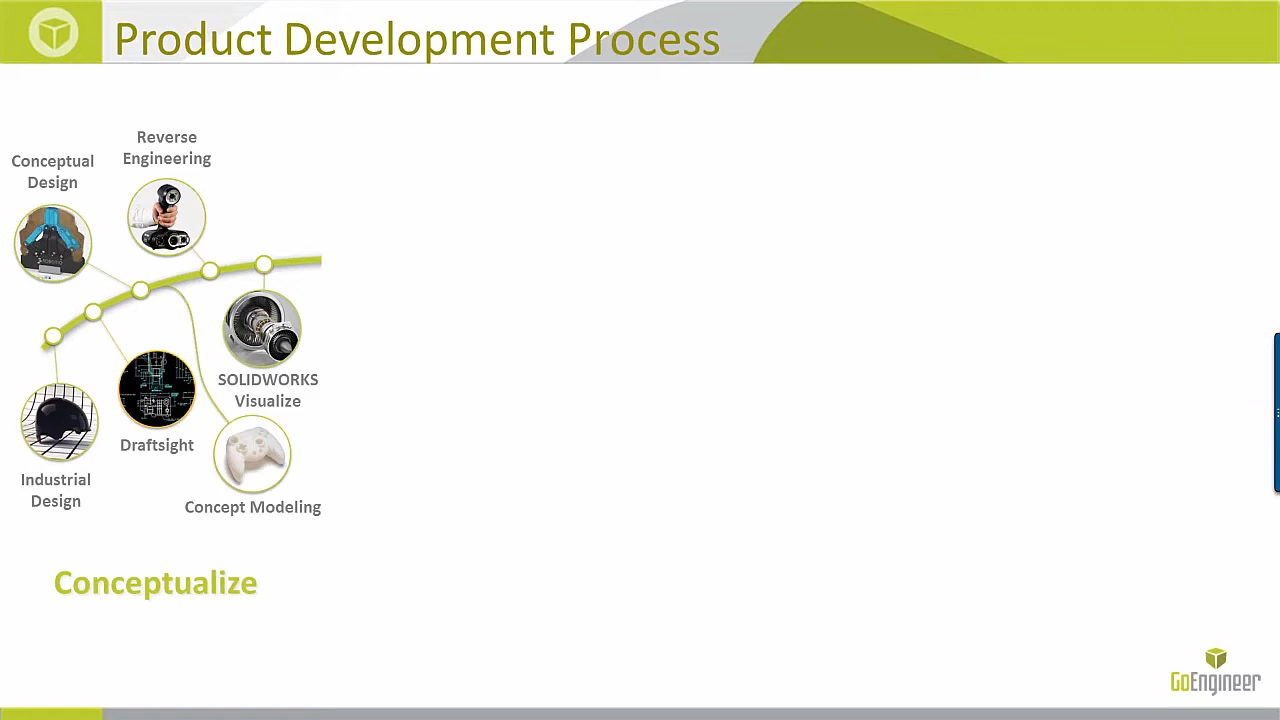 Product Development Process
Reverse
Engineering
Conceptual
Design
SOLIDWORKS
Visualize
Draftsight
Industrial
Design
Concept Modeling
Conceptualize
GoEngineer